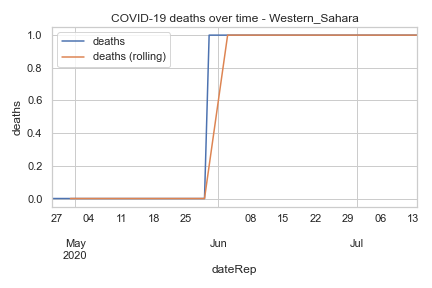 COVID-19 deaths over time - Western_Sahara
deaths
deaths (rolling)
deaths
1.0
0.8
0.6
0.4
0.2
0.0
27 04 11 18 25 08 15 22 29 06 13
May Jun Jul
2020
dateRep